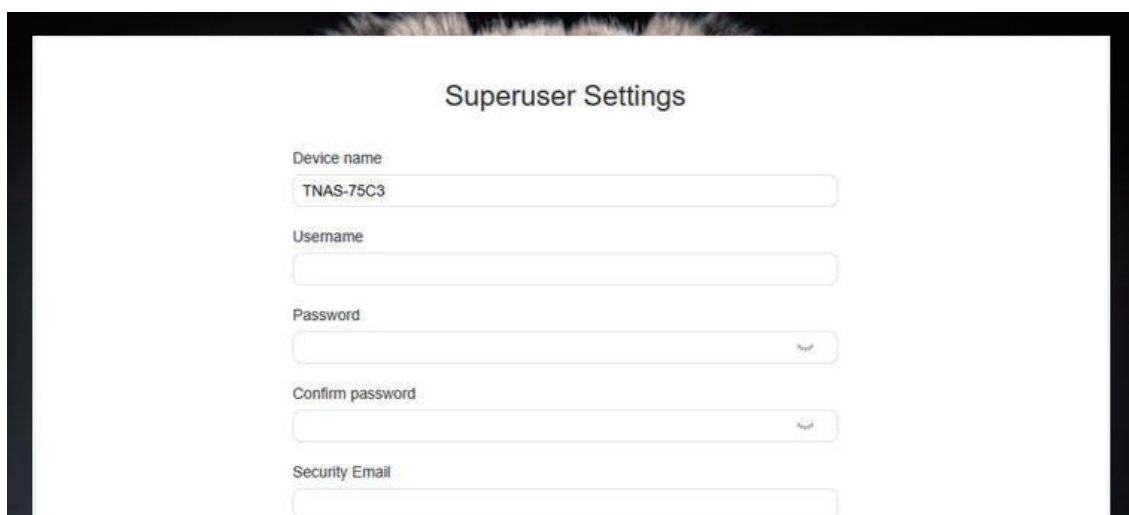 Superuser Settings
Device name
TNAS-75C3
Username
Password
Confirm password
Security Email